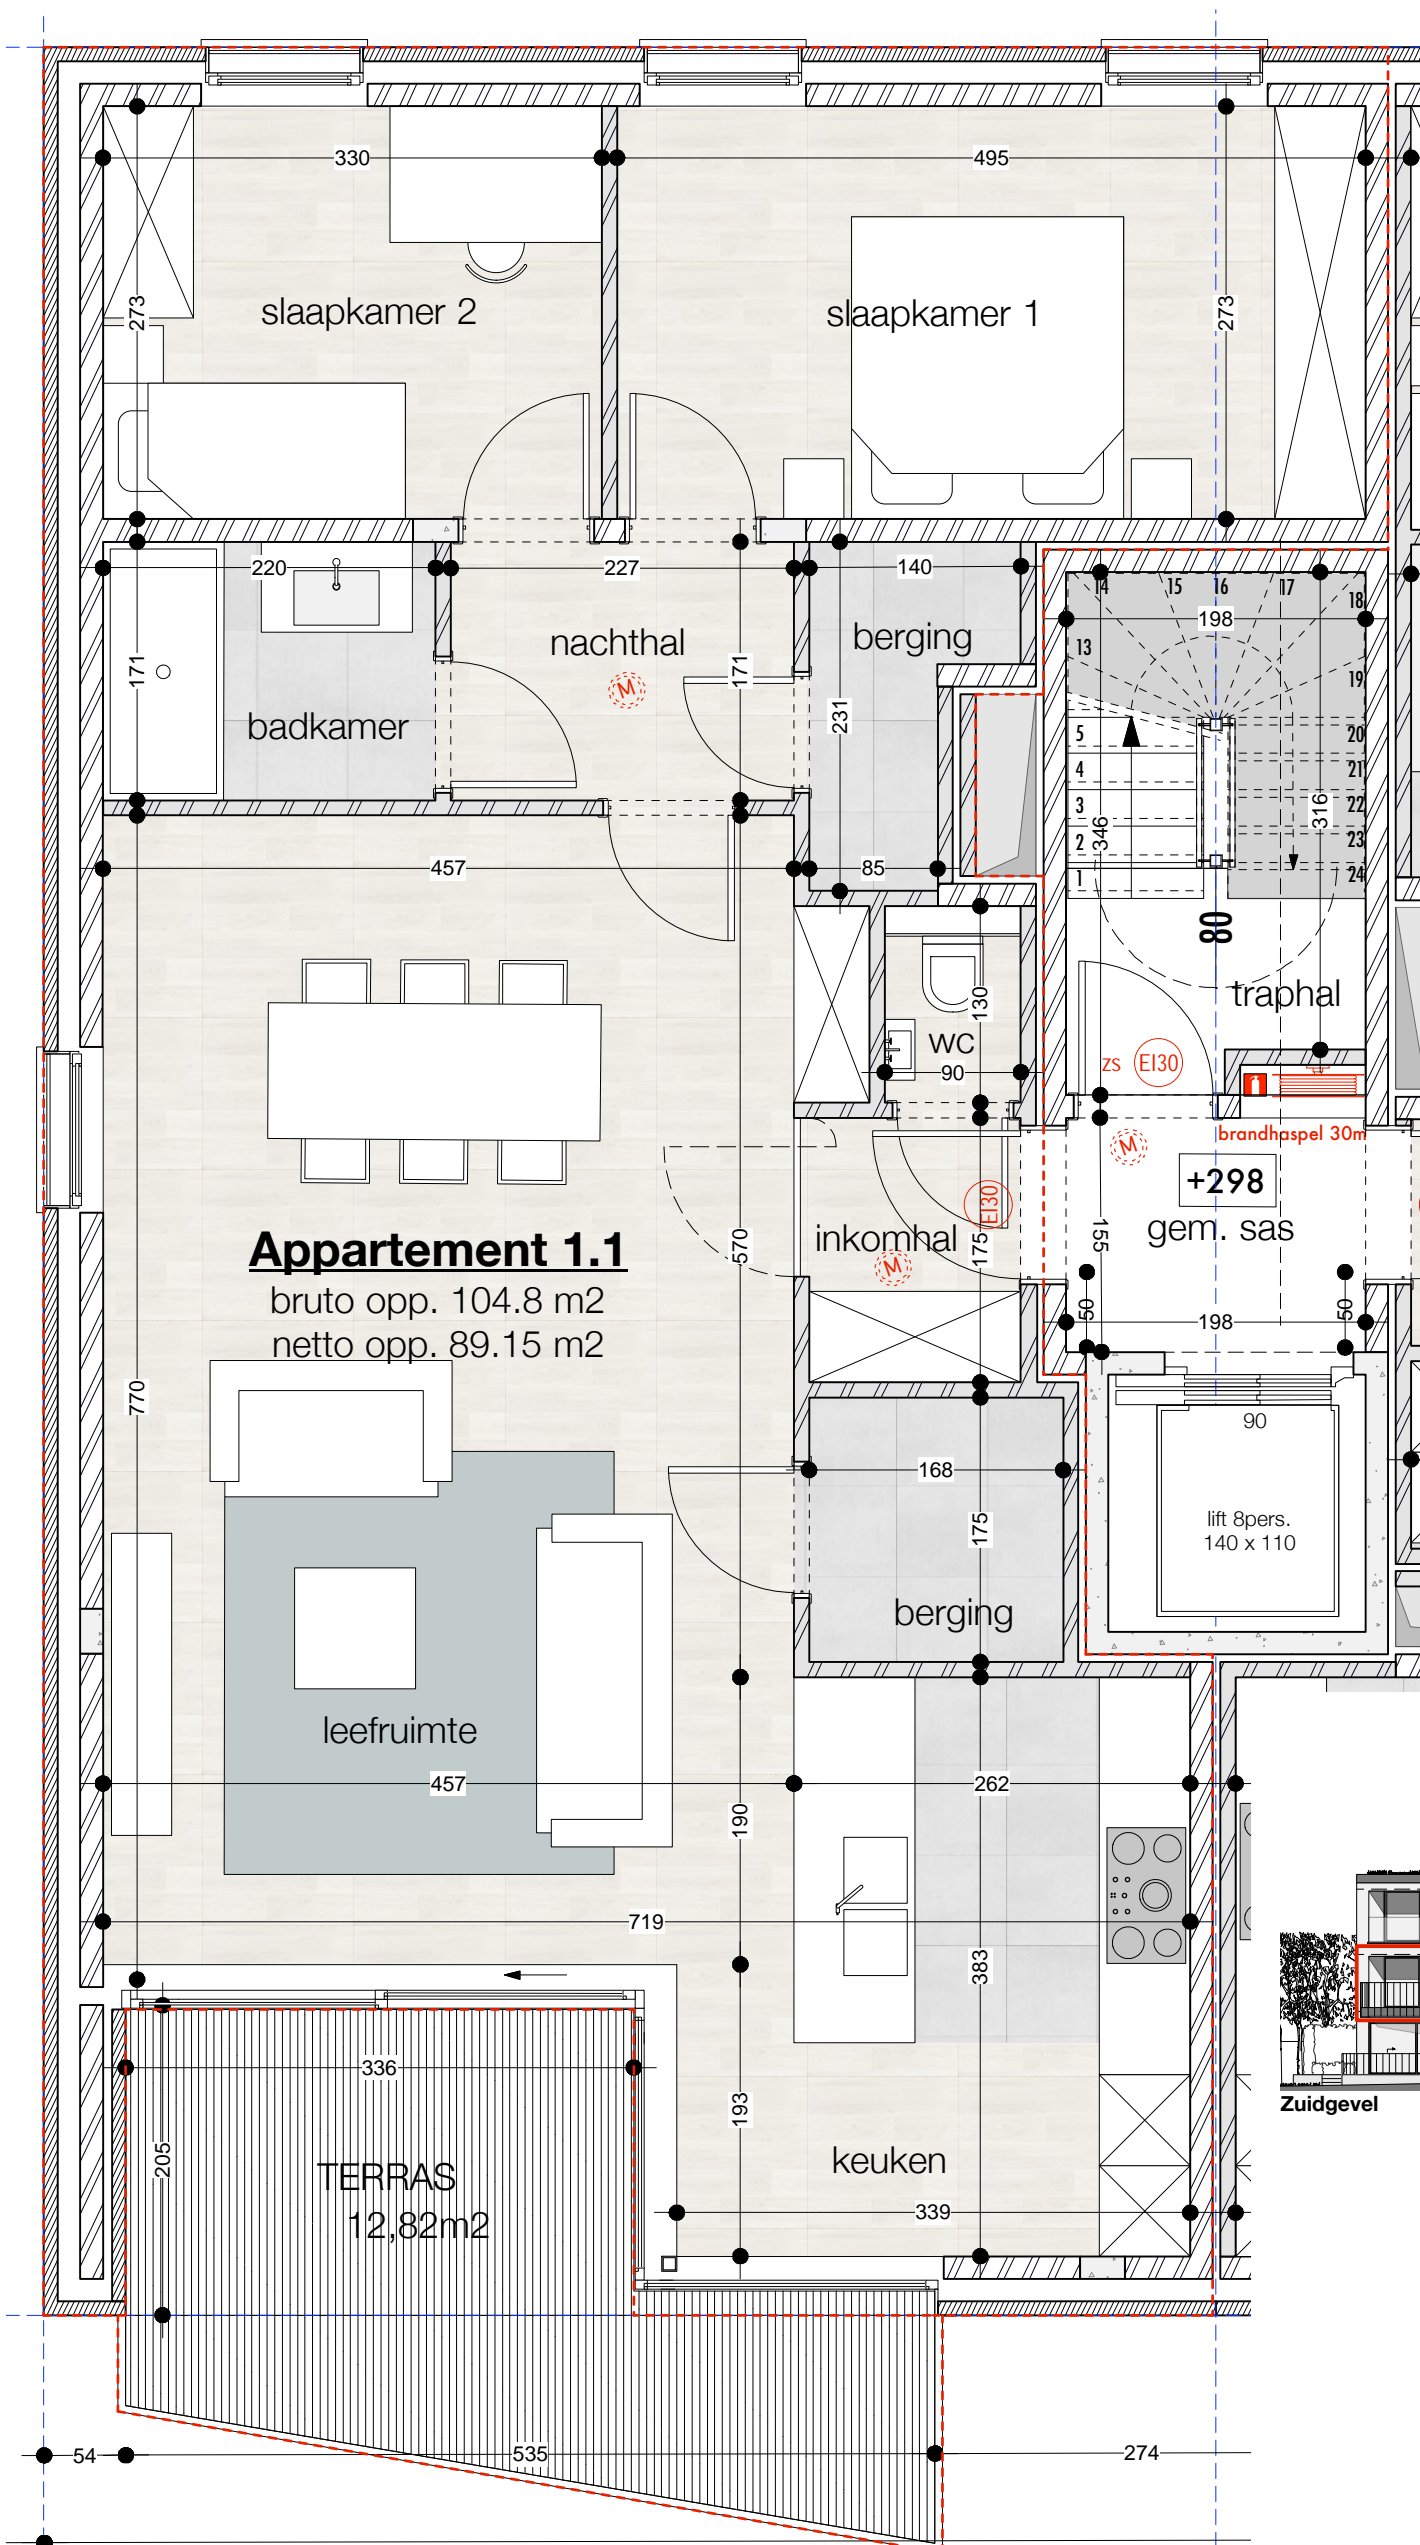 330
495
273
slaapkamer 2
slaapkamer 1
273
220
227
140
14
15
16
17
18
198
nachthal
berging
13
19
171
M
171
badkamer
231
5
20
4
21
3
22
346
316
2
23
457
85
1
24
80
130
traphal
WC
90
zs
EI30
M
brandhaspel 30m
+298
EI30
Appartement 1.1
inkomhal
175
155
gem. sas
570
M
bruto opp. 104.8 m2
netto opp. 89.15 m2
50
50
198
770
90
168
175
lift 8pers.
140 x 110
berging
leefruimte
457
262
190
719
383
336
193
Zuidgevel
205
TERRAS
12,82m2
keuken
339
54
535
274